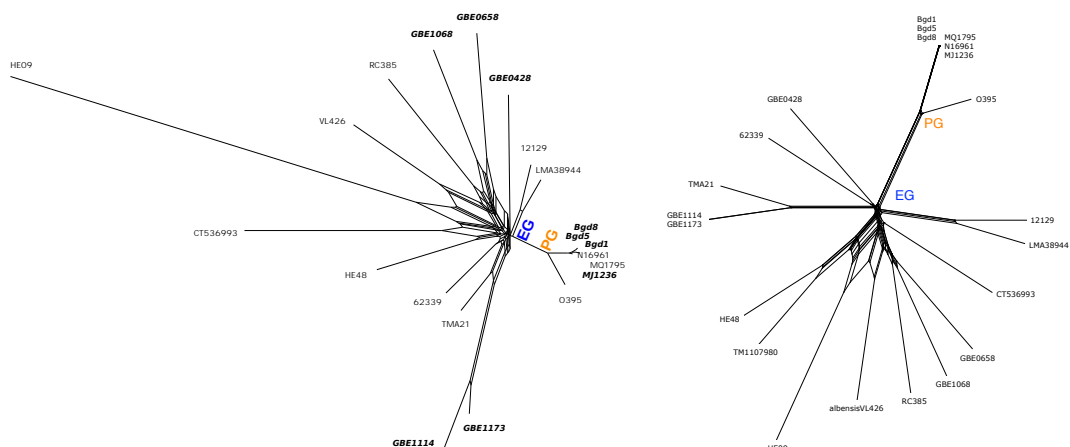 GBE0658
GBE1068
RC385
HE09
GBE0428
VL426
12129
LMA38944
EG
PG
Bgd8
Bgd5
Bgd1
N16961
MQ1795
MJ1236
O395
CT536993
HE48
62339
TMA21
GBE1173
GBE1114
Bgd1
Bgd5
Bgd8
MQ1795
N16961
MJ1236
O395
PG
GBE0428
62339
TMA21
EG
GBE1114
GBE1173
12129
LMA38944
CT536993
HE48
TM1107980
GBE0658
GBE1068
RC385
albensisVL426